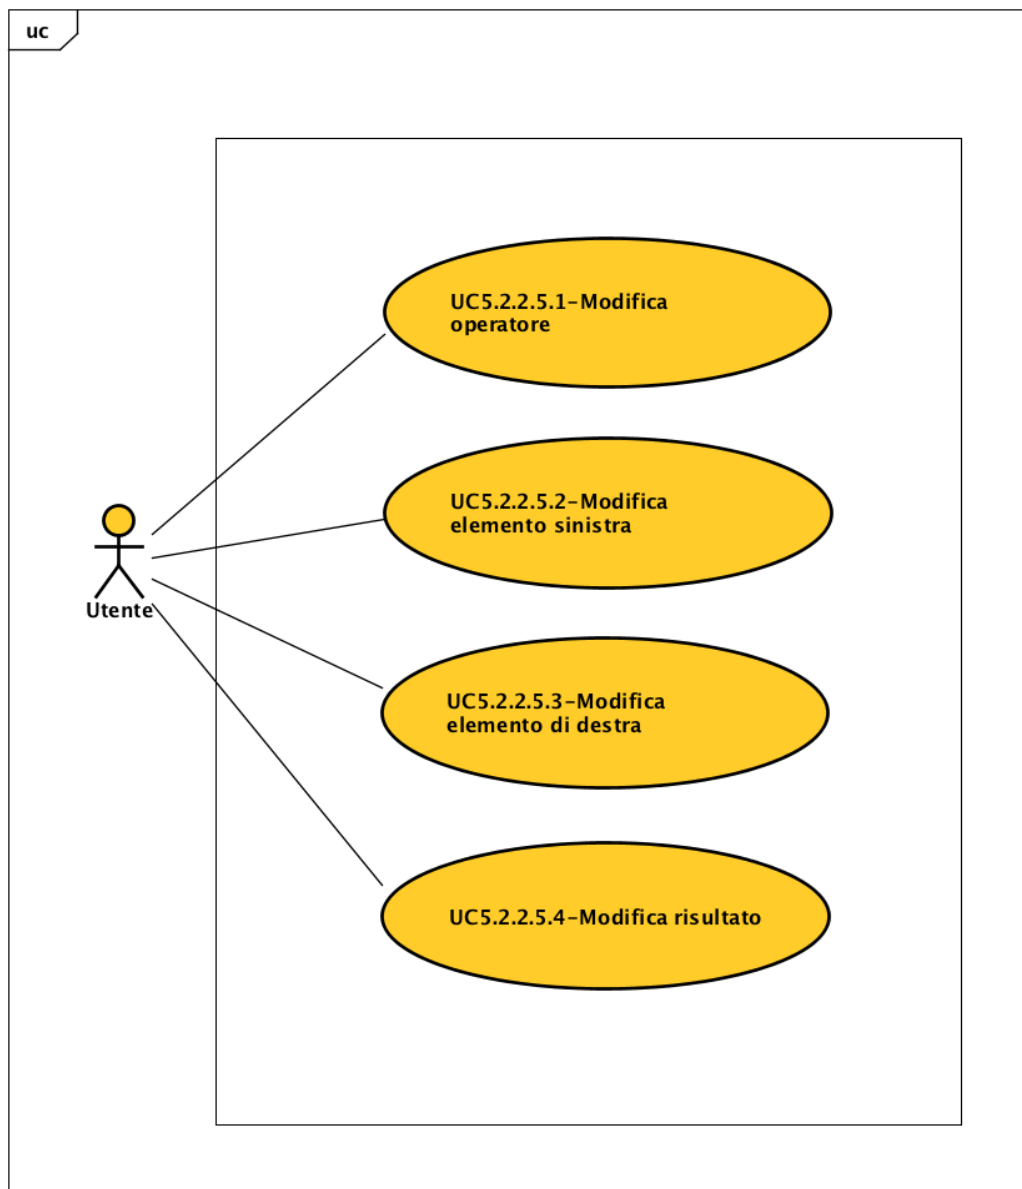 uc
UC5.2.2.5.1-Modifica
operatore
UC5.2.2.5.2-Modifica
elemento sinistra
Utente
UC5.2.2.5.3-Modifica
elemento di destra
UC5.2.2.5.4-Modifica risultato